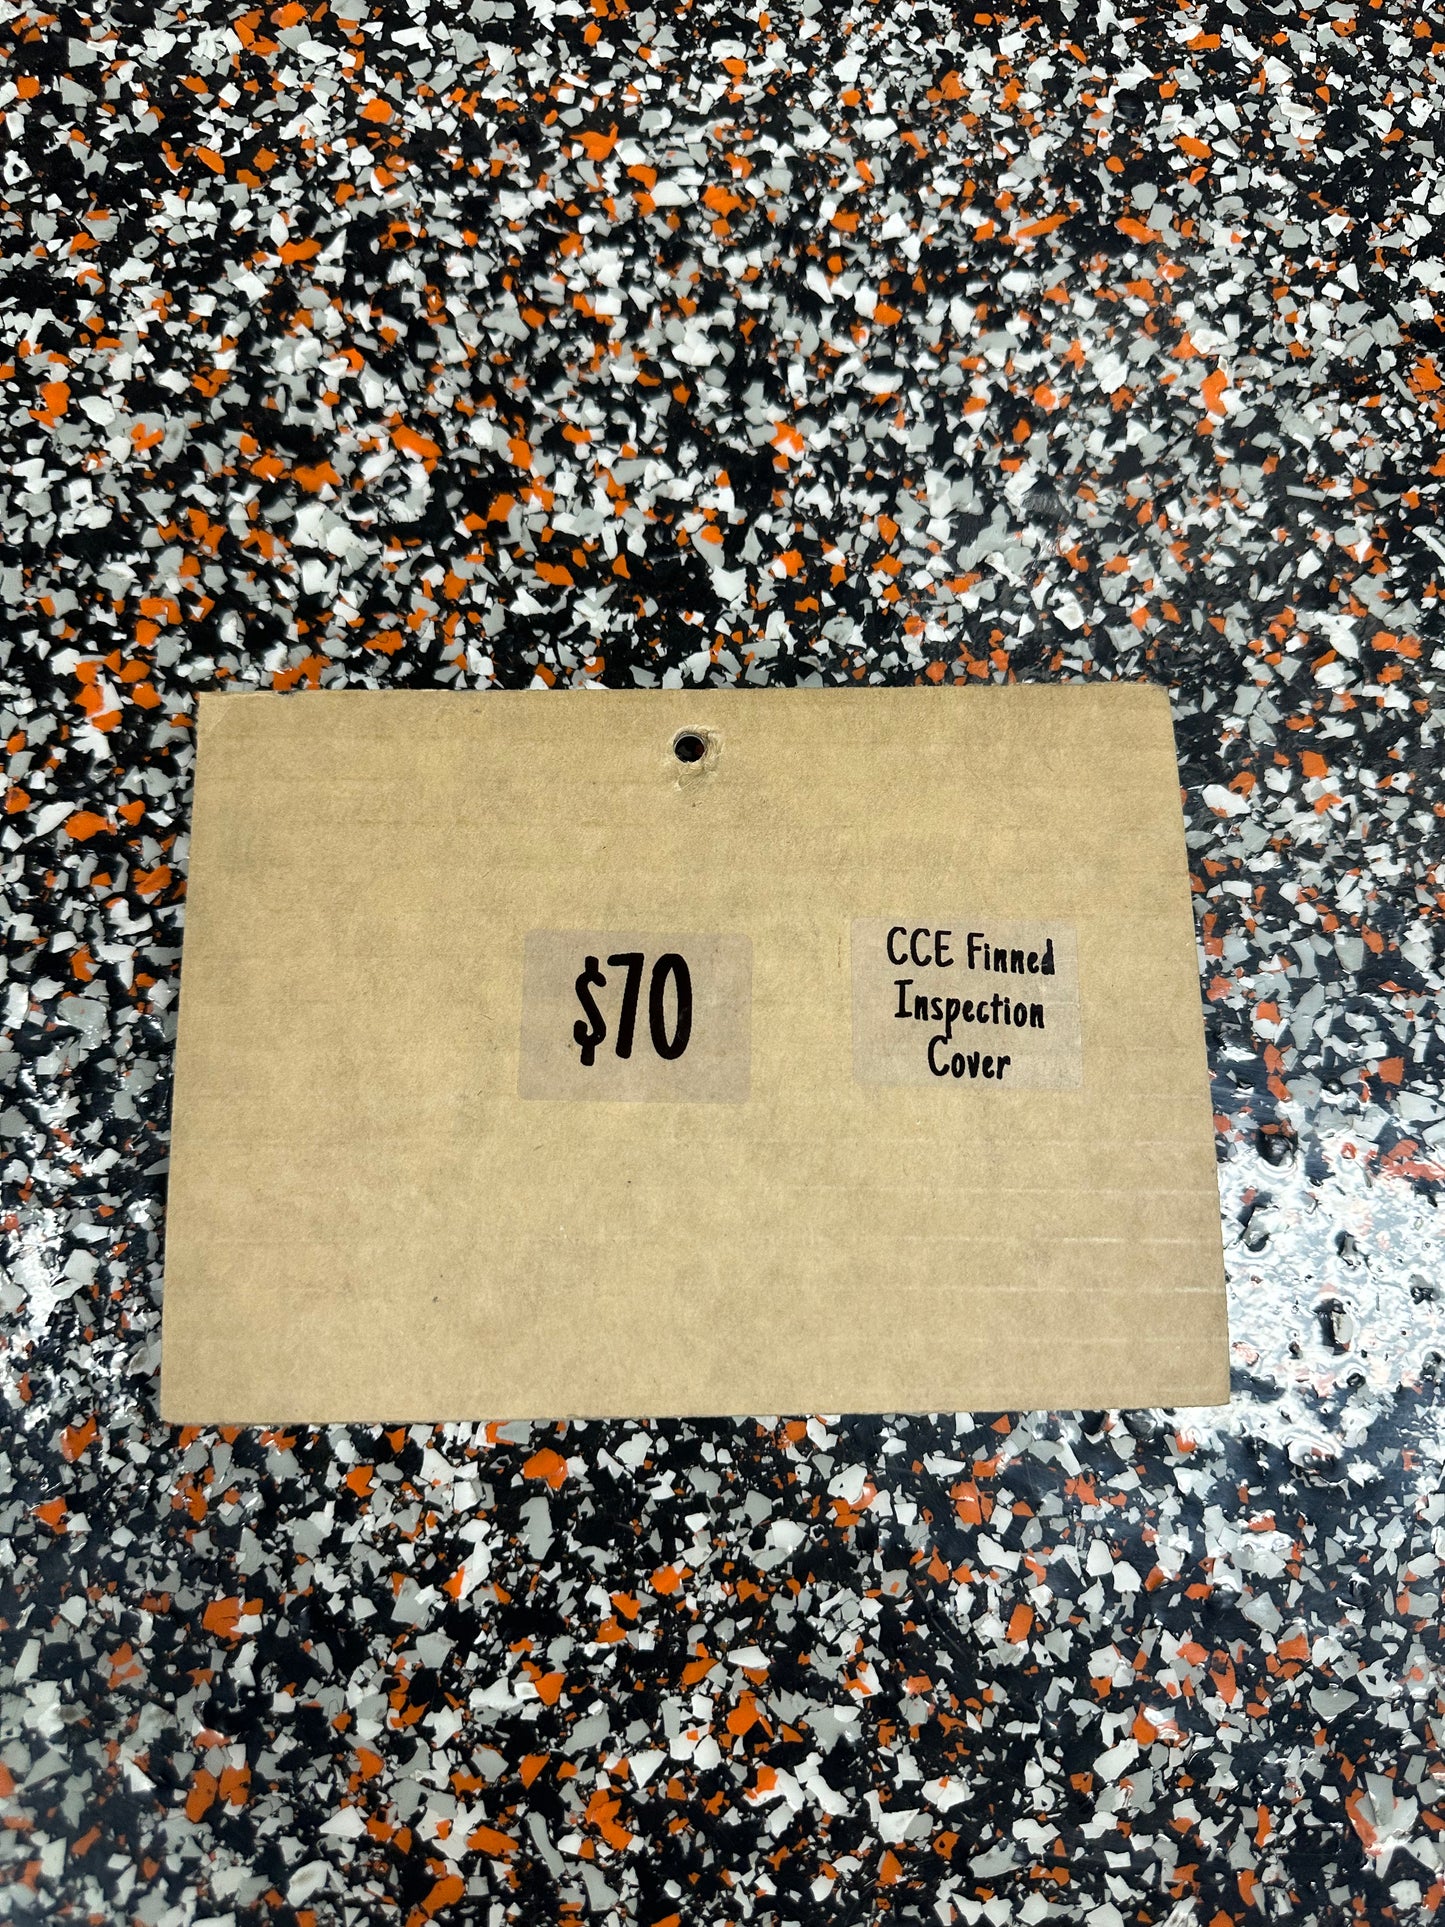 $70
CCE Finned
Inspection
Cover